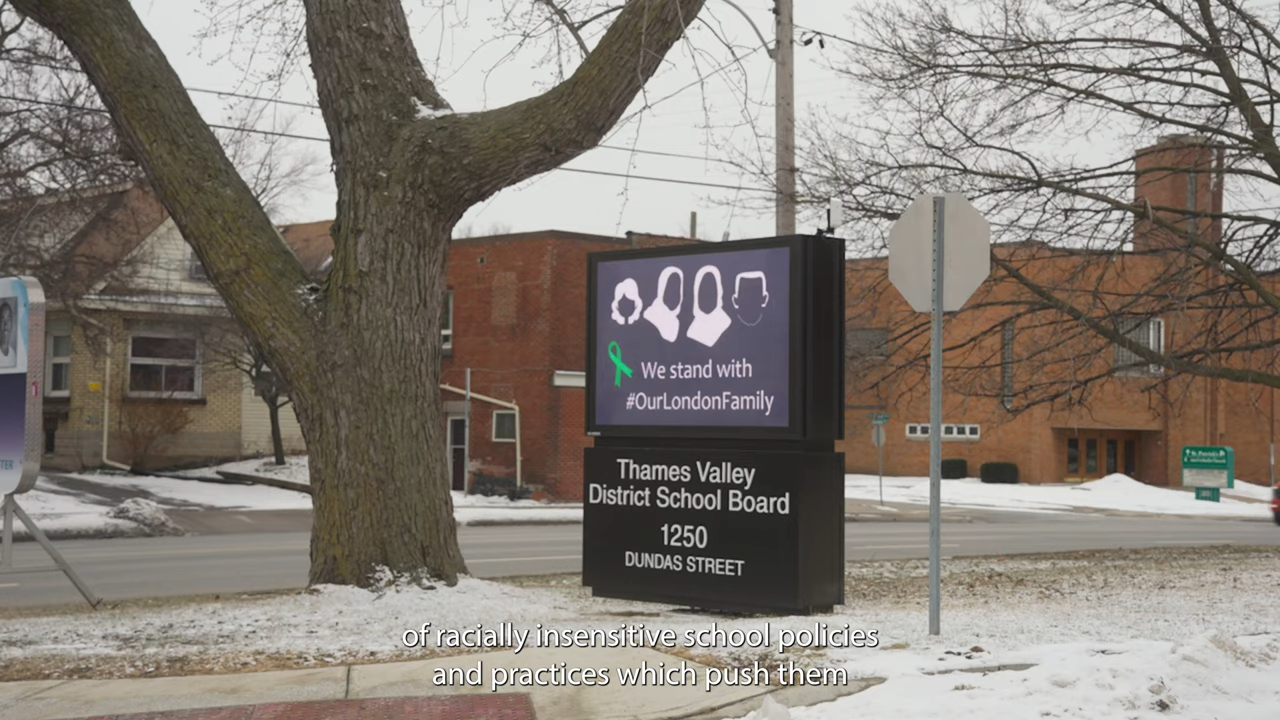 We stand with
#OurLondonFamily
Thames Valley
District School Board
1250
DUNDAS STREET
TER
of racially insensitive school policies
and practices which push them